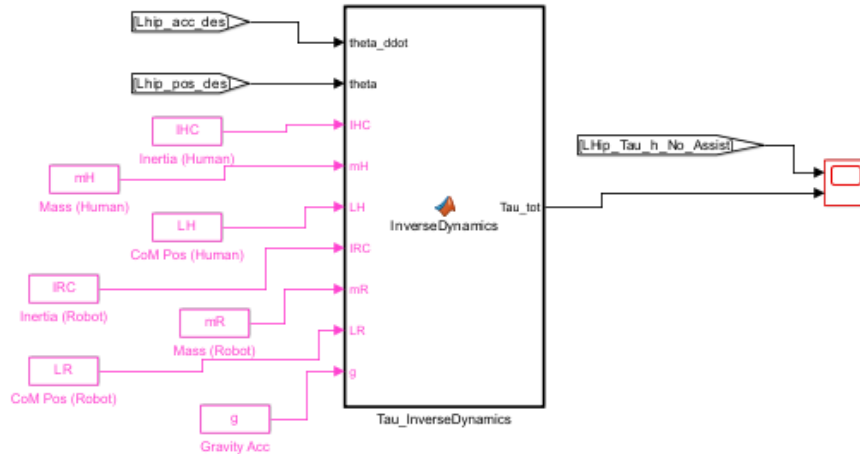 [Lhip_acc_des]
theta_ddot
[Lhip_pos_des]
theta
IHC
IHC
Inertia (Human)
mH
mH
Mass (Human)
LH
LH
CoM Pos (Human)
IRC
IRC
Inertia (Robot)
mR
mR
Mass (Robot)
LR
LR
CoM Pos (Robot)
g
g
Gravity Acc
InverseDynamics
Tau_tot
Tau_InverseDynamics
[LHip_Tau_h_No_Assist]